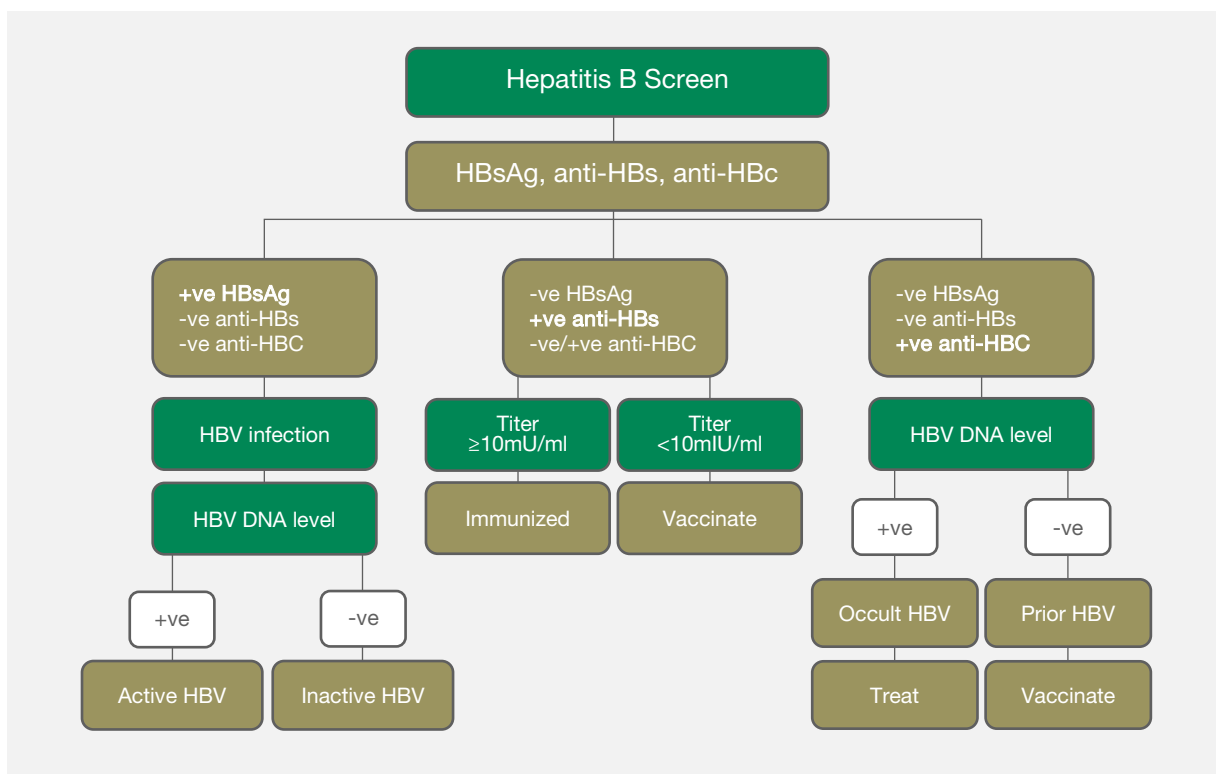 Hepatitis B Screen
HBsAg, anti-HBs, anti-HBc
+ve HBsAg
-ve anti-HBs
-ve anti-HBC
-ve HBsAg
+ve anti-HBs
-ve/+ve anti-HBC
-ve HBsAg
-ve anti-HBs
+ve anti-HBC
HBV infection
Titer
≥10mU/ml
Titer
<10mIU/ml
HBV DNA level
HBV DNA level
Immunized
Vaccinate
+ve
-ve
+ve
-ve
Occult HBV
Prior HBV
Active HBV
Inactive HBV
Treat
Vaccinate